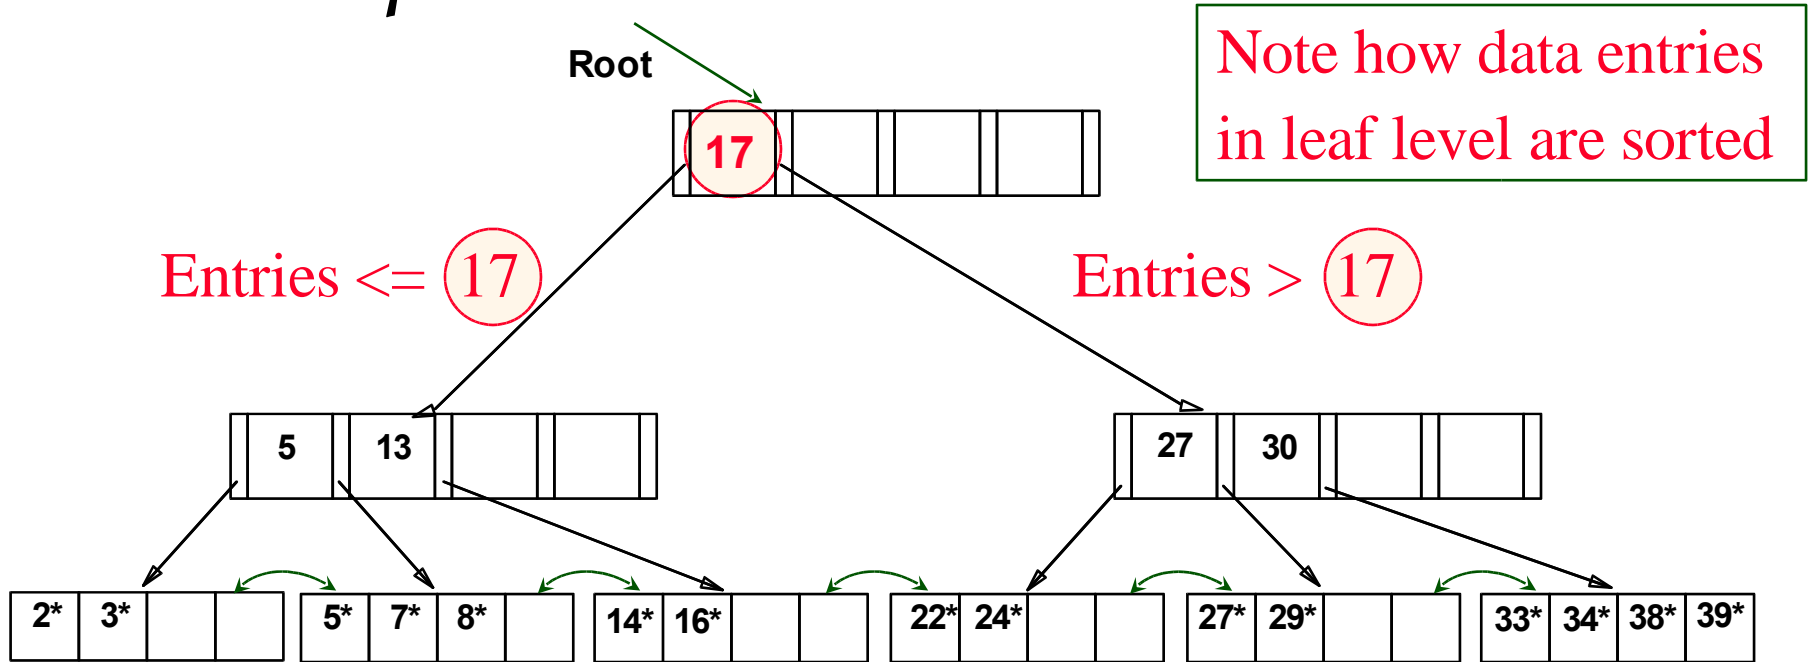 Root
Note how data entries
in leaf level are sorted
17
Entries <= 17
Entries > 17
5 13
27 30
2* 3*
5* 7* 8*
14* 16*
22* 24*
27* 29*
33* 34* 38* 39*